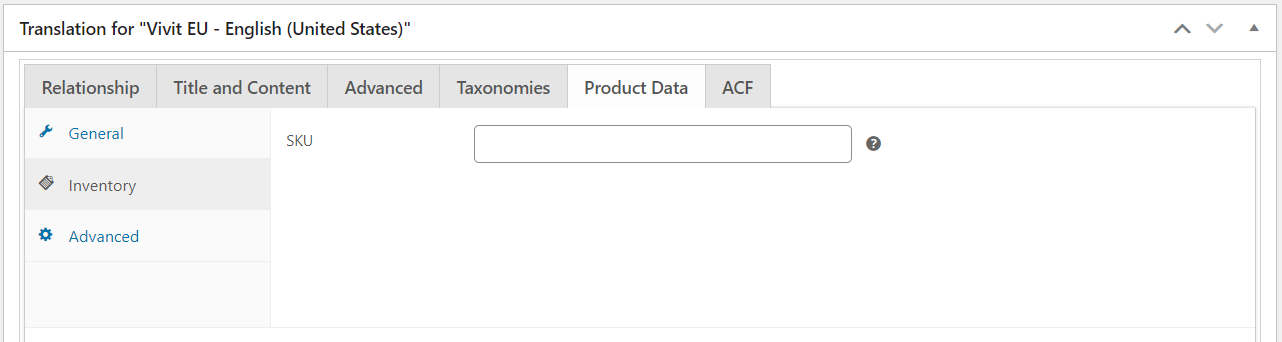 Translation for "Vivit EU - English (United States)"
Relationship Title and Content Advanced Taxonomies Product Data ACF
General
SKU
?
Inventory
Advanced